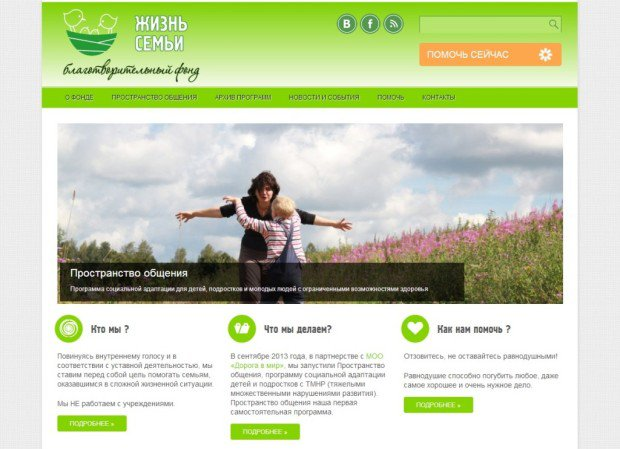 ЖИЗНЬ
СЕМЬИ
благотворительный фонд
B f
ПОМОЧЬ СЕЙЧАС
О ФОНДЕ ПРОСТРАНСТВО ОБЩЕНИЯ АРХИВ ПРОГРАММ НОВОСТИ И СОБЫТИЯ ПОМОЧЬ КОНТАКТЫ
Пространство общения
Программа социальной адаптации для детей, подростков и молодых людей с ограниченными возможностями здоровья
Кто мы ?
Повинуясь внутреннему голосу и в
соответствии с уставной деятельностью, мы
ставим перед собой цель помогать семьям,
оказавшимся в сложной жизненной ситуации.
Мы НЕ работаем с учреждениями.
ПОДРОБНЕЕ »
Что мы делаем?
В сентябре 2013 года, в партнерстве с МОО
«Дорога в мир», мы запустили Пространство
общения, программу социальной адаптации
детей и подростков с ТМНР (тяжелыми
множественными нарушениями развития).
Пространство общения наша первая
самостоятельная программа.
ПОДРОБНЕЕ »
Как нам помочь ?
Отзовитесь, не оставайтесь равнодушными!
Равнодушие способно погубить любое, даже
самое хорошее и очень нужное дело.
ПОДРОБНЕЕ »